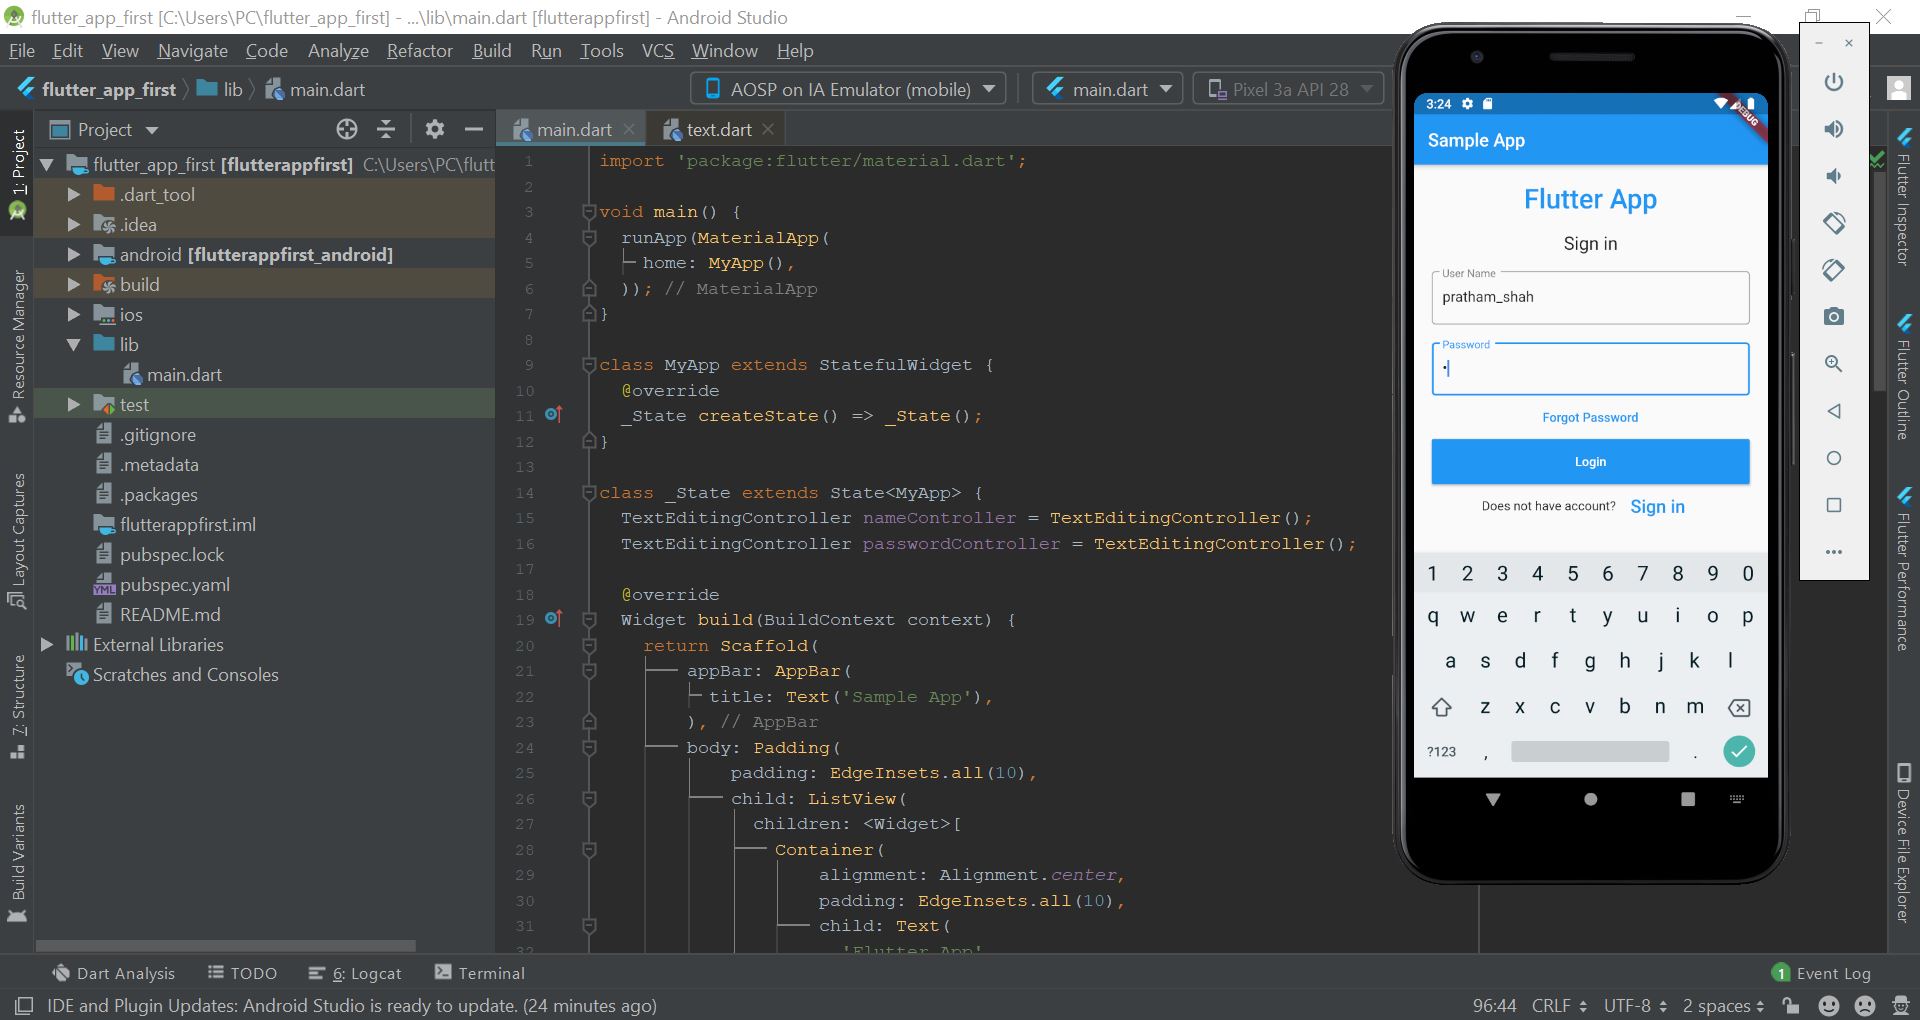 flutter_app_first [C:\Users\PC\flutter_app_first] - ...\lib\main.dart [flutterappfirst] - Android Studio
File Edit View Navigate Code Analyze Refactor Build Run Tools VCS Window Help
flutter_app_first lib main.dart
AOSP on IA Emulator (mobile) main.dart Pixel 3a API 28
Project
main.dart text.dart
1: Project
Resource Manager
Layout Captures
7: Structure
Build Variants
flutter_app_first [flutterappfirst] C:\Users\PC\flutt
.dart_tool
.idea
android [flutterappfirst_android]
build
ios
lib
main.dart
test
.gitignore
.metadata
.packages
flutterappfirst.iml
pubspec.lock
pubspec.yaml
README.md
External Libraries
Scratches and Consoles
1 import 'package:flutter/material.dart';
2
3 void main() {
4 runApp(MaterialApp(
5 home: MyApp(),
6 )); // MaterialApp
7 }
8
9 class MyApp extends StatefulWidget {
10 @override
11 _State createState() => _State();
12 }
13
14 class _State extends State<MyApp> {
15 TextEditingController nameController = TextEditingController();
16 TextEditingController passwordController = TextEditingController();
17
18 @override
19 Widget build(BuildContext context) {
20 return Scaffold(
21 appBar: AppBar(
22 title: Text('Sample App'),
23 ), // AppBar
24 body: Padding(
25 padding: EdgeInsets.all(10),
26 child: ListView(
27 children: <Widget>[
28 Container(
29 alignment: Alignment.center,
30 padding: EdgeInsets.all(10),
31 child: Text(
32 'Flutter App'
3:24
DEBUG
Sample App
Flutter App
Sign in
User Name
pratham_shah
Password
Forgot Password
Login
Does not have account? Sign in
1 2 3 4 5 6 7 8 9 0
q w e r t y u i o p
a s d f g h j k l
z x c v b n m
?123 , .
Flutter Inspector
Flutter Outline
Flutter Performance
Device File Explorer
Dart Analysis TODO 6: Logcat Terminal
1 Event Log
IDE and Plugin Updates: Android Studio is ready to update. (24 minutes ago)
96:44 CRLF UTF-8 2 spaces